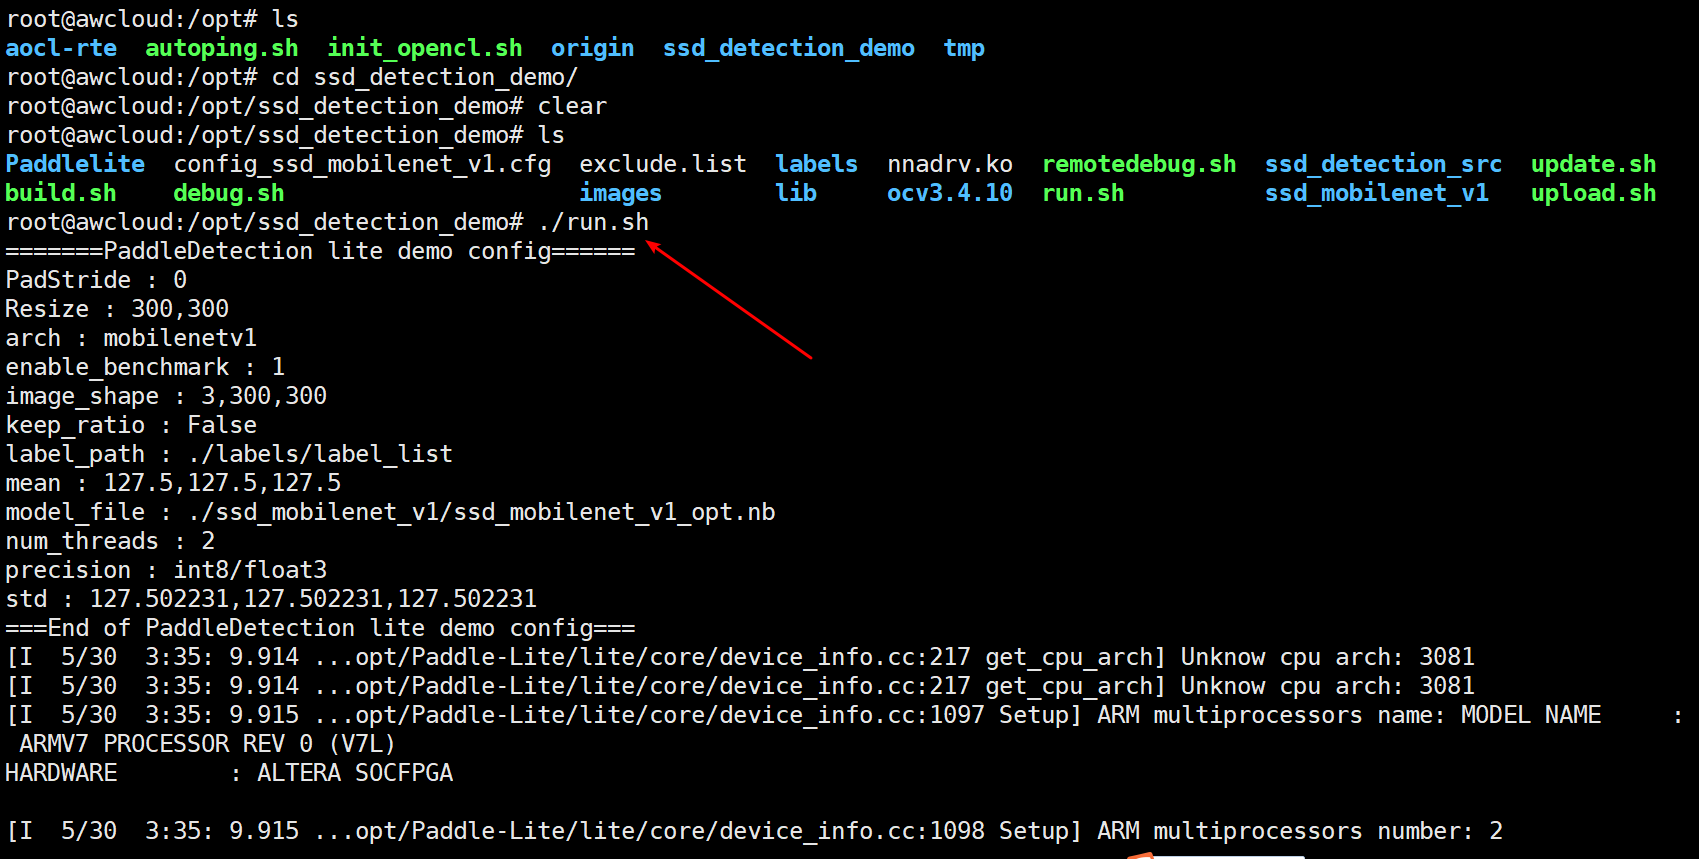 root@awcloud:/opt# ls
aocl-rte  autoping.sh  init_opencl.sh  origin  ssd_detection_demo  tmp
root@awcloud:/opt# cd ssd_detection_demo/
root@awcloud:/opt/ssd_detection_demo# clear
root@awcloud:/opt/ssd_detection_demo# ls
Paddlelite  config_ssd_mobilenet_v1.cfg  exclude.list  labels  nnadrv.ko  remotedebug.sh  ssd_detection_src  update.sh
build.sh    debug.sh                     images        lib     ocv3.4.10  run.sh          ssd_mobilenet_v1   upload.sh
root@awcloud:/opt/ssd_detection_demo# ./run.sh
=======PaddleDetection lite demo config======
PadStride : 0
Resize : 300,300
arch : mobilenetv1
enable_benchmark : 1
image_shape : 3,300,300
keep_ratio : False
label_path : ./labels/label_list
mean : 127.5,127.5,127.5
model_file : ./ssd_mobilenet_v1/ssd_mobilenet_v1_opt.nb
num_threads : 2
precision : int8/float3
std : 127.502231,127.502231,127.502231
===End of PaddleDetection lite demo config===
[I  5/30  3:35: 9.914 ...opt/Paddle-Lite/lite/core/device_info.cc:217 get_cpu_arch] Unknow cpu arch: 3081
[I  5/30  3:35: 9.914 ...opt/Paddle-Lite/lite/core/device_info.cc:217 get_cpu_arch] Unknow cpu arch: 3081
[I  5/30  3:35: 9.915 ...opt/Paddle-Lite/lite/core/device_info.cc:1097 Setup] ARM multiprocessors name: MODEL NAME     :
 ARMV7 PROCESSOR REV 0 (V7L)
HARDWARE        : ALTERA SOCFPGA
[I  5/30  3:35: 9.915 ...opt/Paddle-Lite/lite/core/device_info.cc:1098 Setup] ARM multiprocessors number: 2